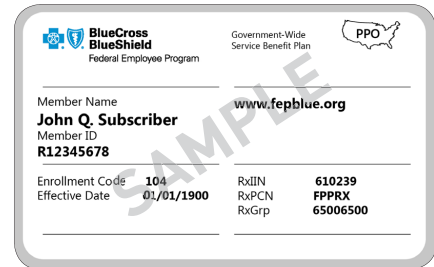 BlueCross
BlueShield
Federal Employee Program
Government-Wide
Service Benefit Plan
PPO
Member Name
John Q. Subscriber
Member ID
R12345678
www.fepblue.org
SAMPLE
Enrollment Code 104
Effective Date 01/01/1900
RxIIN 610239
RxPCN FPPRX
RxGrp 65006500